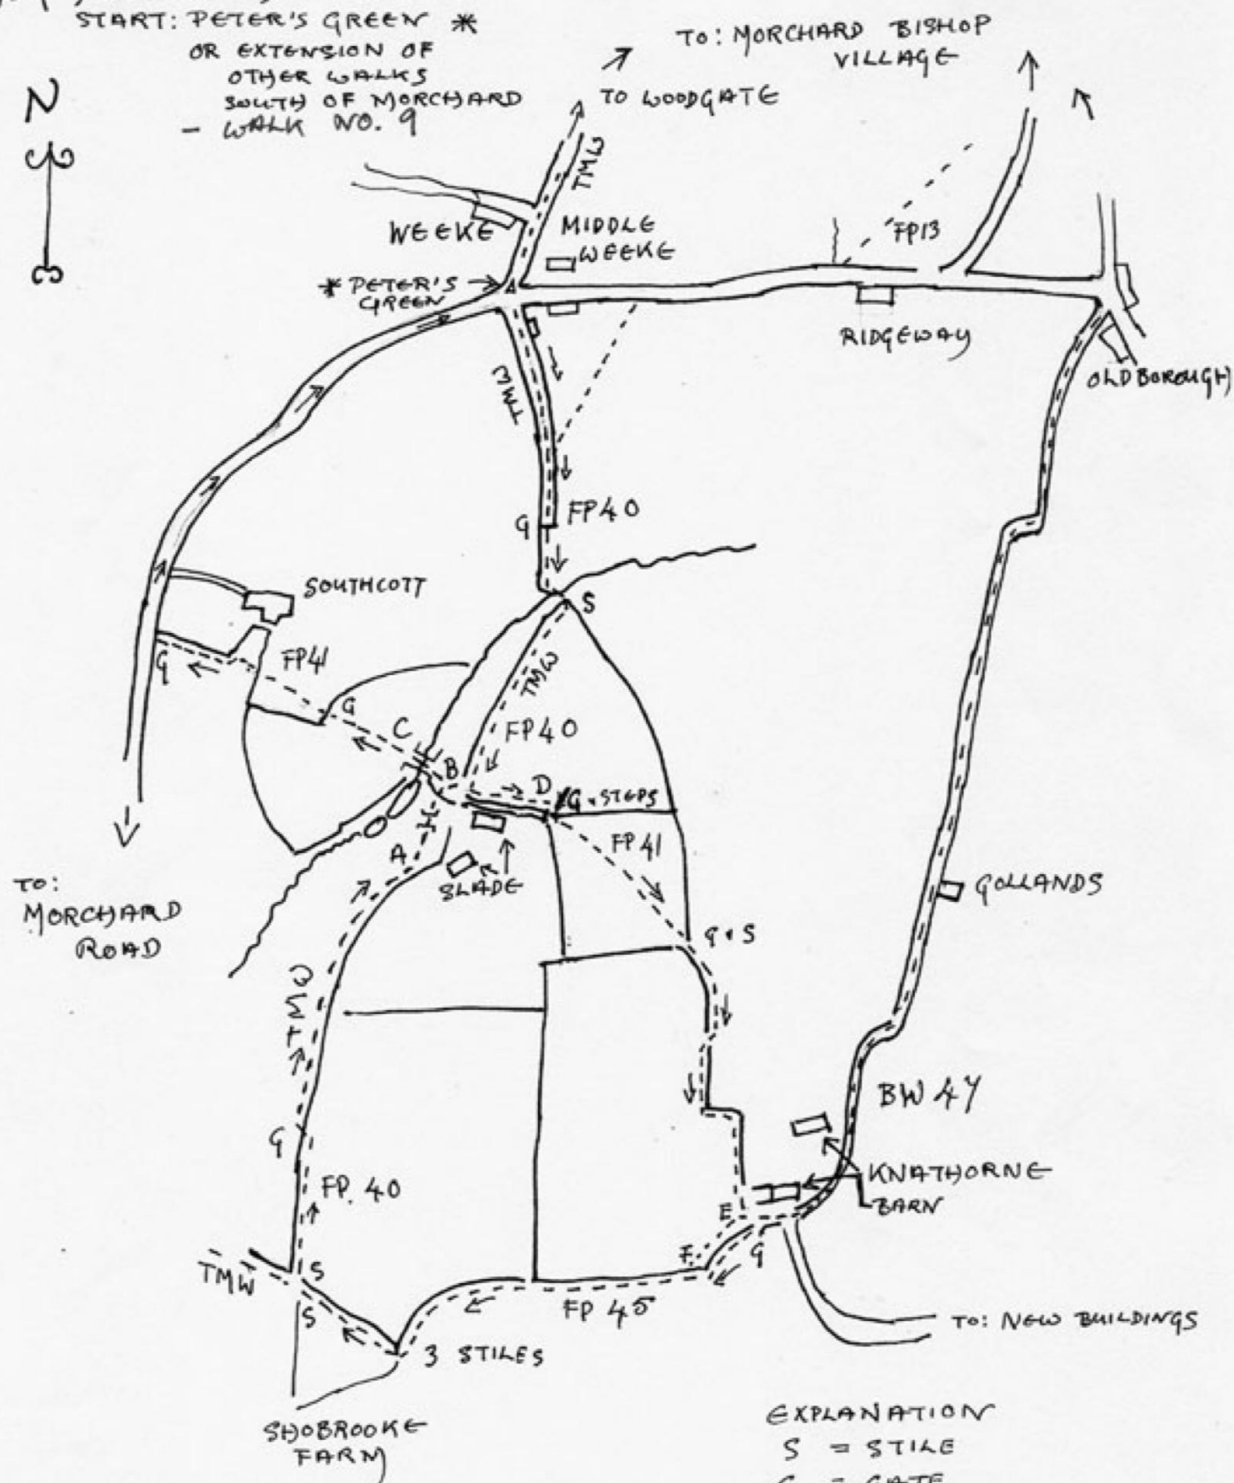 START: PETER'S GREEN *
OR EXTENSION OF
OTHER WALKS
SOUTH OF MORCHARD
- WALK NO. 9
N
TO: MORCHARD BISHOP
VILLAGE
TO WOODGATE
TMW
WEEKE
MIDDLE
WEEKE
FP13
* PETER'S
GREEN
RIDGEWAY
OLDBOROUGH
TMW
G
FP40
S
SOUTHCOTT
FP41
G
TMW
G
FP40
C
B
D
G + STEPS
FP41
A
SLADE
GOLLANDS
TO:
MORCHARD
ROAD
G + S
TMW
BW 47
G
FP. 40
KNATHORNE
BARN
E
F
G
TMW
S
S
FP 45
TO: NEW BUILDINGS
3 STILES
SHOBROOKE
FARM
EXPLANATION
S = STILE
G = GATE